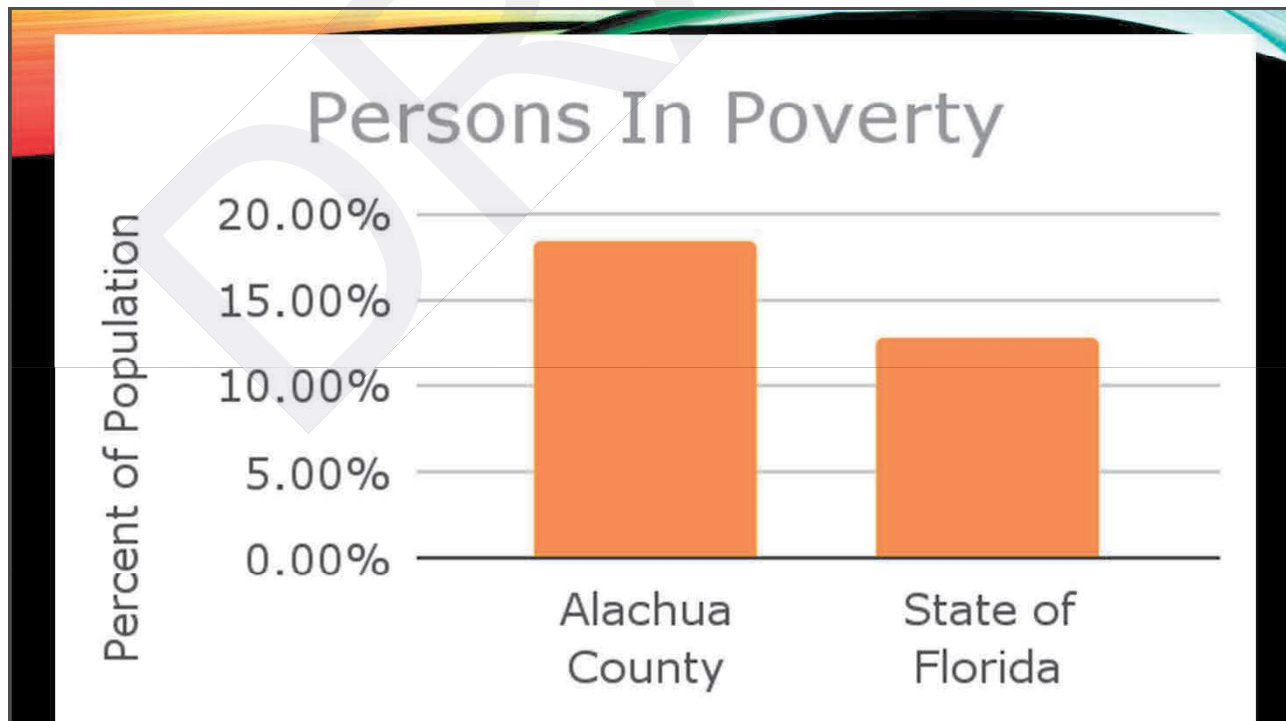 Persons In Poverty
Percent of Population
20.00%
15.00%
10.00%
5.00%
0.00%
Alachua
County
State of
Florida